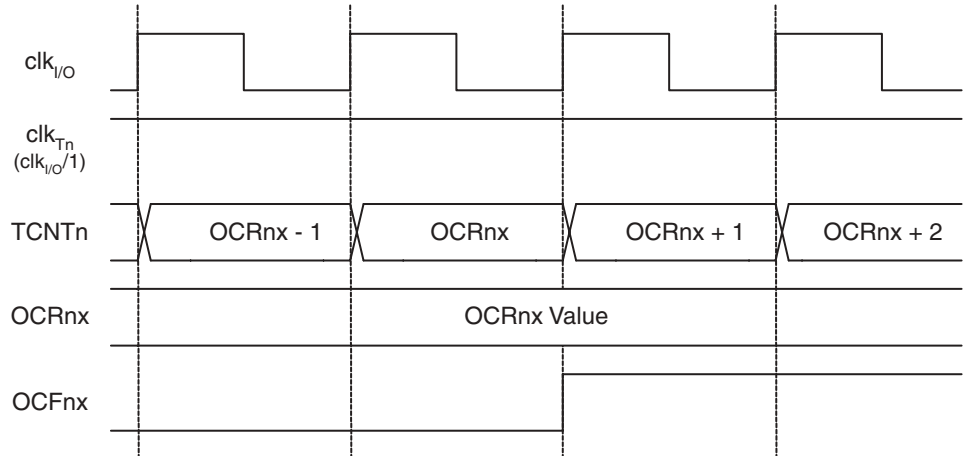 clkI/O
clkTn
(clkI/O/1)
TCNTn
OCRnx - 1
OCRnx
OCRnx + 1
OCRnx + 2
OCRnx
OCRnx Value
OCFnx